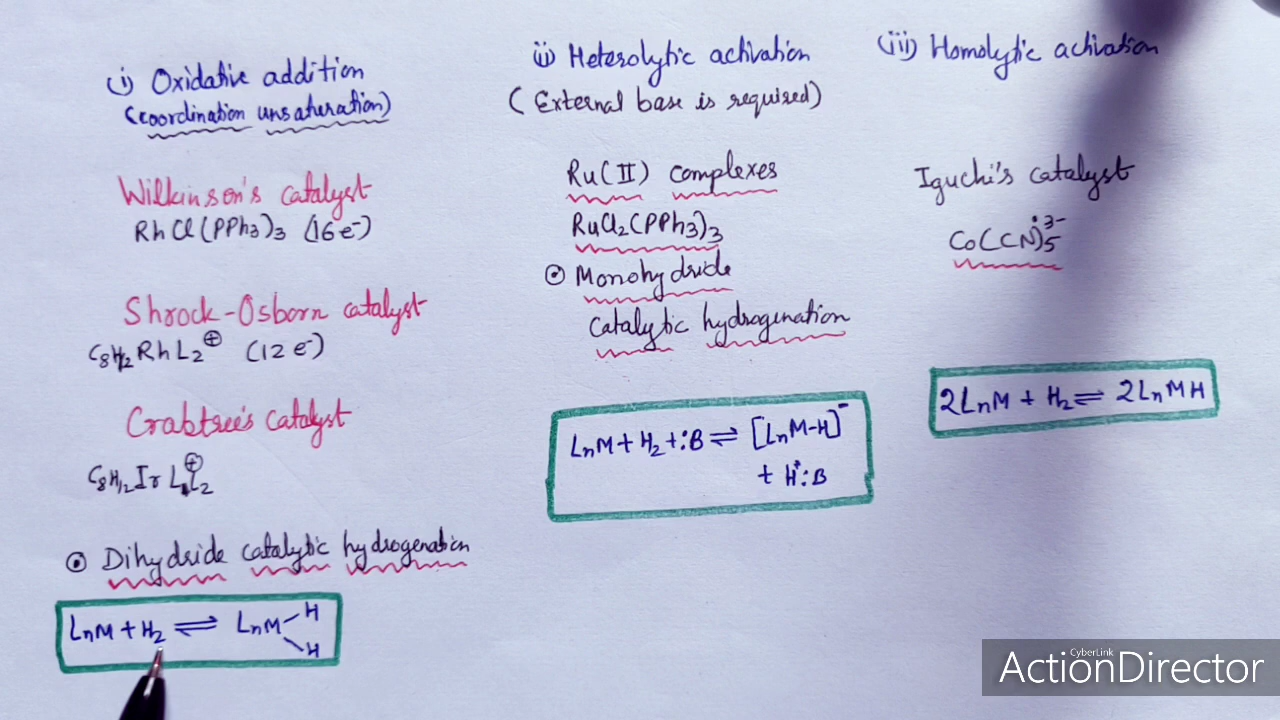 (i) Oxidative addition
(coordination unsaturation)
Wilkinson's catalyst
RhCl(PPh3)3 (16e⁻)
Shrock-Osborn catalyst
C8H12RhL2⊕ (12e⁻)
Crabtree's catalyst
⊙ Dihydride catalytic hydrogenation
LnM + H2 ⇌ LnM
H
H
ii) Heterolytic activation
(External base is required)
Ru(II) complexes
RuCl2(PPh3)3
⊙ Monohydride
Catalytic hydrogenation
LnM + H2 + :B ⇌ [LnM-H]⁻
+ H⁺:B
(iii) Homolytic activation
Iguchi's catalyst
Co(CN)5³⁻
2LnM + H2 ⇌ 2LnMH
CyberLink
ActionDirector